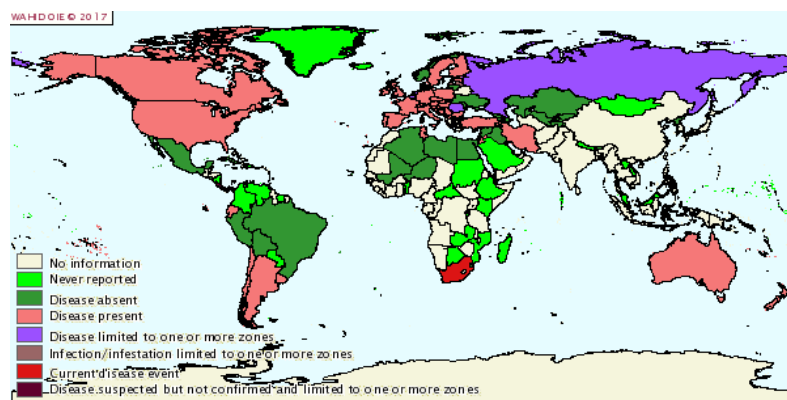 WAHIDOIE © 2017
No information
Never reported
Disease absent
Disease present
Disease limited to one or more zones
Infection/infestation limited to one or more zones
Current disease event
Disease suspected but not confirmed and limited to one or more zones